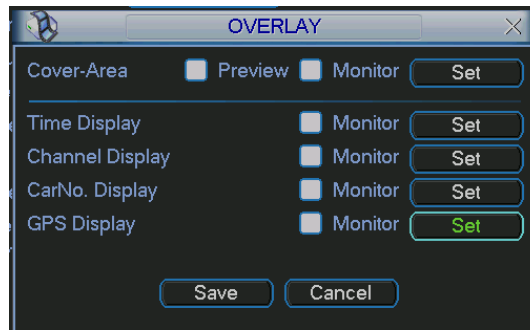 OVERLAY
Cover-Area Preview Monitor Set
Time Display Monitor Set
Channel Display Monitor Set
CarNo. Display Monitor Set
GPS Display Monitor Set
Save Cancel